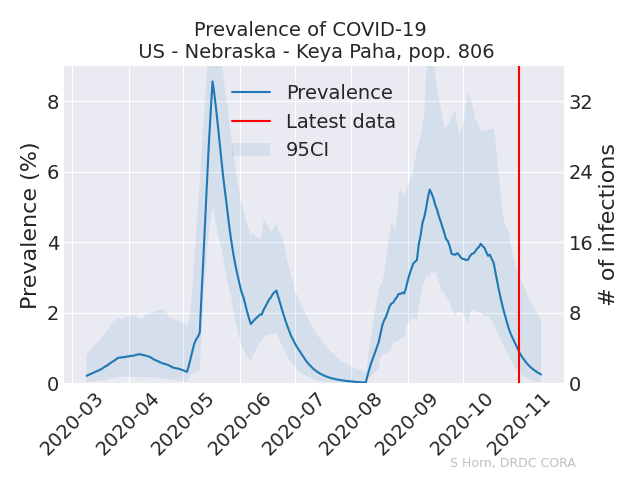 Prevalence of COVID-19
US - Nebraska - Keya Paha, pop. 806
Prevalence (%)
8
6
4
2
0
Prevalence
Latest data
95CI
32
24
16
8
0
# of infections
2020-03
2020-04
2020-05
2020-06
2020-07
2020-08
2020-09
2020-10
2020-11
S Horn, DRDC CORA